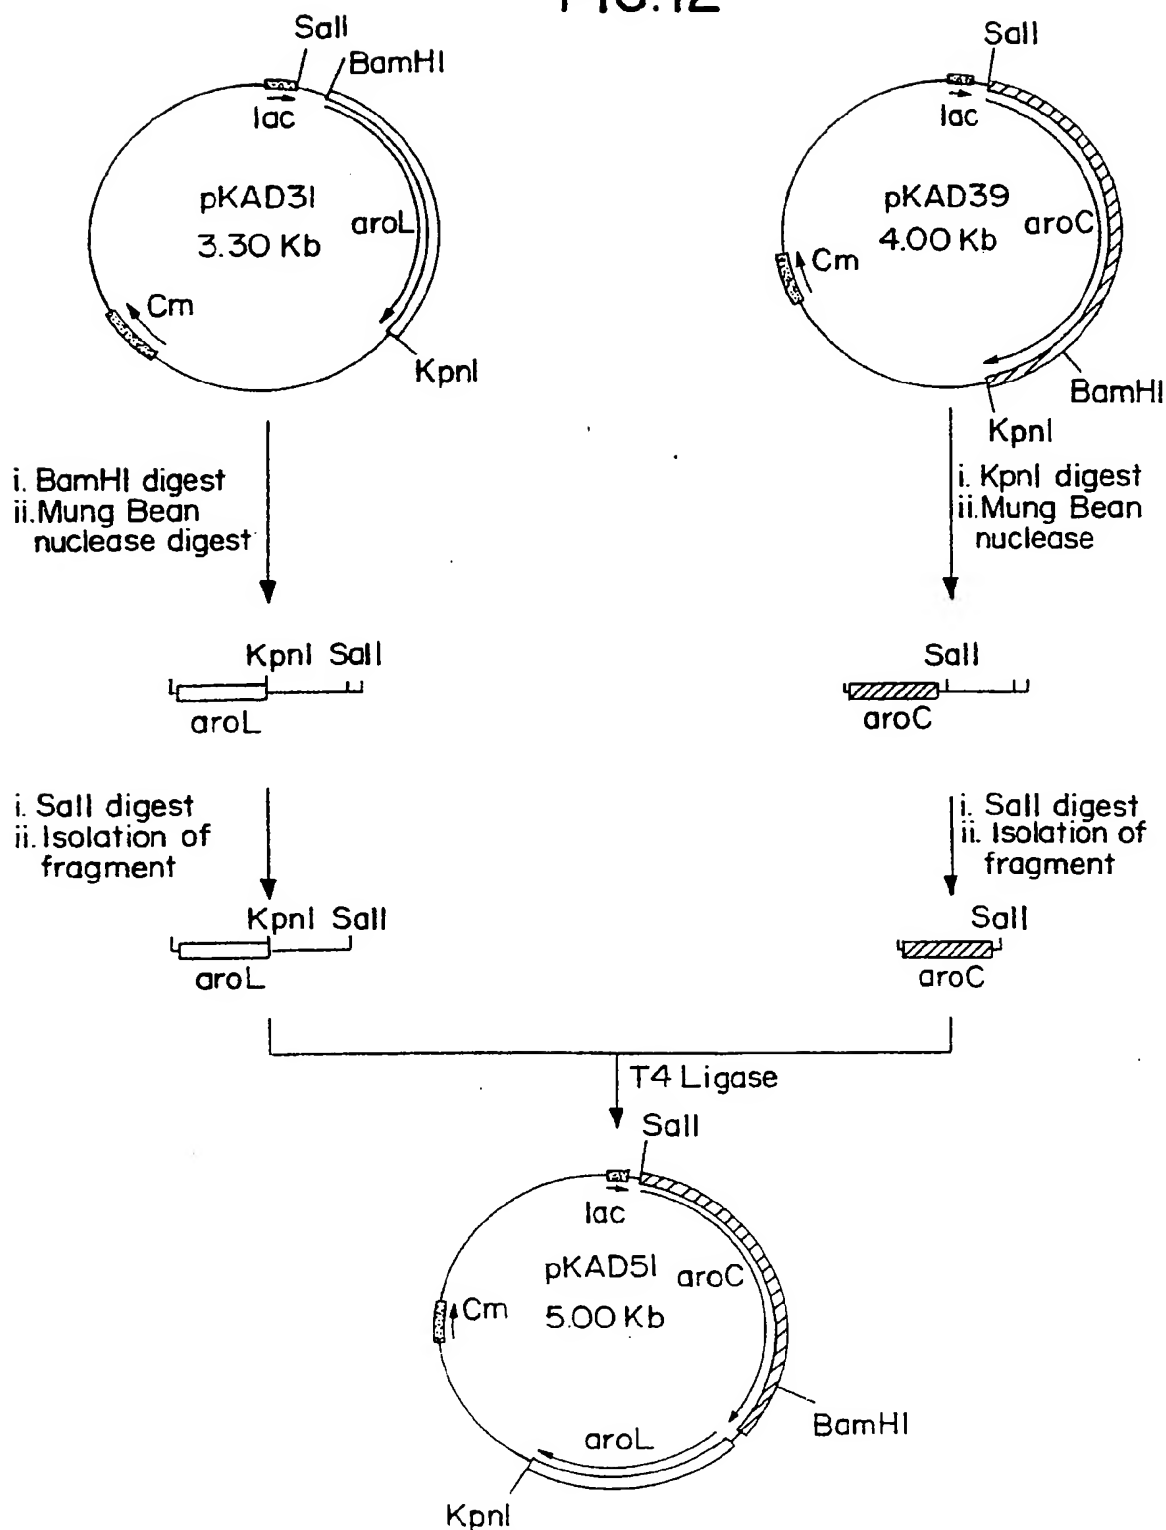 FIG.12
SalI
BamHI
lac
pKAD31
3.30 Kb
aroL
Cm
KpnI
SalI
lac
pKAD39
4.00 Kb
aroC
Cm
BamHI
KpnI
i. BamHI digest
ii.Mung Bean
nuclease digest
i. KpnI digest
ii.Mung Bean
nuclease
KpnI SalI
aroL
SalI
aroC
i. SalI digest
ii. Isolation of
fragment
i. SalI digest
ii. Isolation of
fragment
KpnI SalI
aroL
SalI
aroC
T4 Ligase
SalI
lac
pKAD51
5.00 Kb
aroC
Cm
BamHI
aroL
KpnI